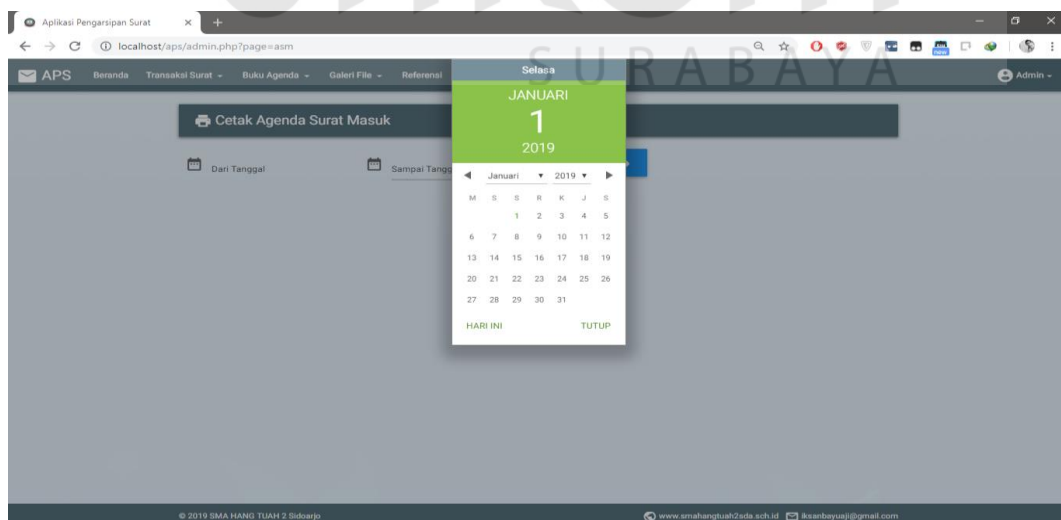 Aplikasi Pengarsipan Surat
localhost/aps/admin.php?page=asm
SURABAYA
APS Beranda Transaksi Surat Buku Agenda Galeri File Referensi Admin
Selasa
JANUARI
1
2019
Cetak Agenda Surat Masuk
Dari Tanggal Sampai Tangg
Januari 2019
M S S R K J S
1 2 3 4 5
6 7 8 9 10 11 12
13 14 15 16 17 18 19
20 21 22 23 24 25 26
27 28 29 30 31
HARI INI TUTUP
© 2019 SMA HANG TUAH 2 Sidoarjo www.smahangtuah2sda.sch.id iksanbayuaji@gmail.com